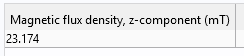 Magnetic flux density, z-component (mT)
23.174